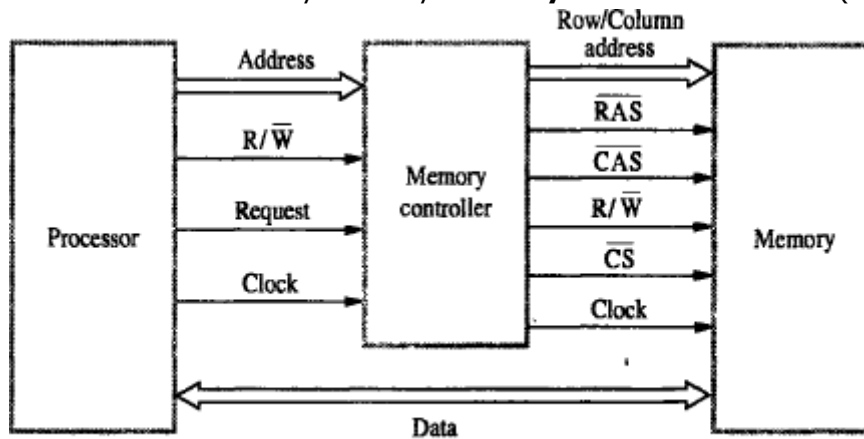 Row/Column
address
Address
RAS
R/W
CAS
Memory
controller
R/W
Request
Processor
Memory
CS
Clock
Clock
Data